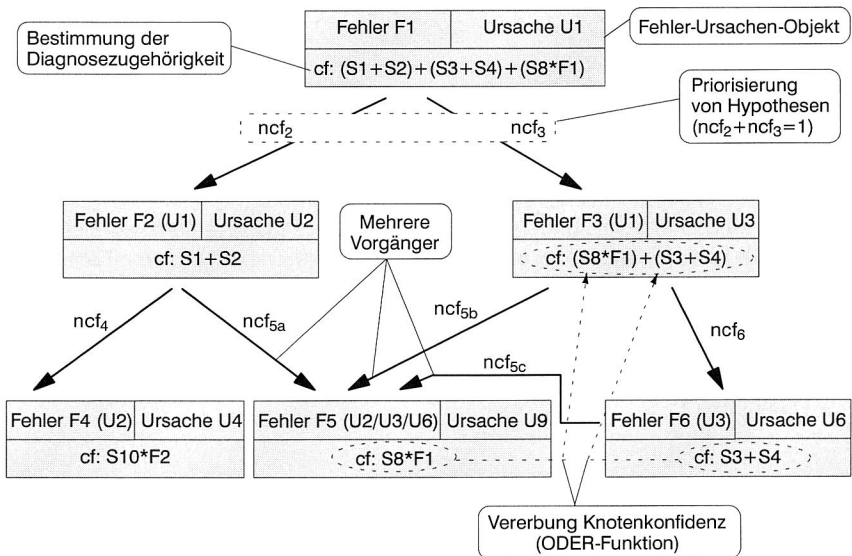 Bestimmung der
Diagnosezugehörigkeit
Fehler F1
Ursache U1
cf: (S1+S2)+(S3+S4)+(S8*F1)
Fehler-Ursachen-Objekt
Priorisierung
von Hypothesen
(ncf2+ncf3=1)
ncf2
ncf3
Fehler F2 (U1)
Ursache U2
cf: S1+S2
Mehrere
Vorgänger
Fehler F3 (U1)
Ursache U3
cf: (S8*F1)+(S3+S4)
ncf4
ncf5a
ncf5b
ncf5c
ncf6
Fehler F4 (U2)
Ursache U4
cf: S10*F2
Fehler F5 (U2/U3/U6)
Ursache U9
cf: S8*F1
Fehler F6 (U3)
Ursache U6
cf: S3+S4
Vererbung Knotenkonfidenz
(ODER-Funktion)